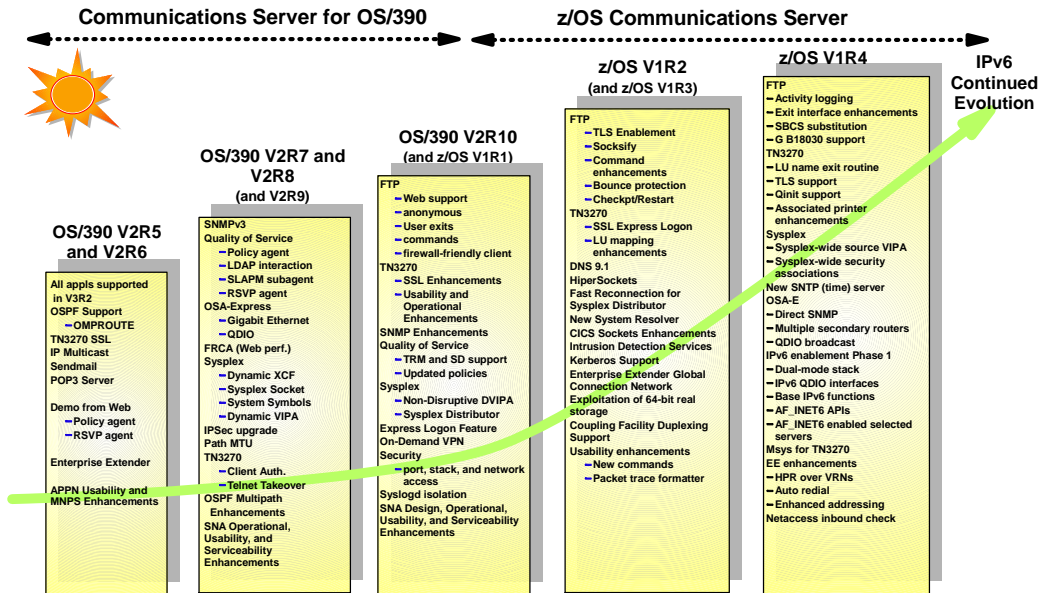 Communications Server for OS/390
z/OS Communications Server
IPv6
Continued
Evolution
OS/390 V2R5
and V2R6
All appls supported
in V3R2
OSPF Support
OMPROUTE
TN3270 SSL
IP Multicast
Sendmail
POP3 Server
Demo from Web
Policy agent
RSVP agent
Enterprise Extender
APPN Usability and
MNPS Enhancements
OS/390 V2R7 and
V2R8
(and V2R9)
SNMPv3
Quality of Service
Policy agent
LDAP interaction
SLAPM subagent
RSVP agent
OSA-Express
Gigabit Ethernet
QDIO
FRCA (Web perf.)
Sysplex
Dynamic XCF
Sysplex Socket
System Symbols
Dynamic VIPA
IPSec upgrade
Path MTU
TN3270
Client Auth.
Telnet Takeover
OSPF Multipath
Enhancements
SNA Operational,
Usability, and
Serviceability
Enhancements
OS/390 V2R10
(and z/OS V1R1)
FTP
Web support
anonymous
User exits
commands
firewall-friendly client
TN3270
SSL Enhancements
Usability and
Operational
Enhancements
SNMP Enhancements
Quality of Service
TRM and SD support
Updated policies
Sysplex
Non-Disruptive DVIPA
Sysplex Distributor
Express Logon Feature
On-Demand VPN
Security
port, stack, and network
access
Syslogd isolation
SNA Design, Operational,
Usability, and Serviceability
Enhancements
z/OS V1R2
(and z/OS V1R3)
FTP
TLS Enablement
Socksify
Command
enhancements
Bounce protection
Checkpt/Restart
TN3270
SSL Express Logon
LU mapping
enhancements
DNS 9.1
HiperSockets
Fast Reconnection for
Sysplex Distributor
New System Resolver
CICS Sockets Enhancements
Intrusion Detection Services
Kerberos Support
Enterprise Extender Global
Connection Network
Exploitation of 64-bit real
storage
Coupling Facility Duplexing
Support
Usability enhancements
New commands
Packet trace formatter
z/OS V1R4
FTP
Activity logging
Exit interface enhancements
SBCS substitution
G B18030 support
TN3270
LU name exit routine
TLS support
Qinit support
Associated printer
enhancements
Sysplex
Sysplex-wide source VIPA
Sysplex-wide security
associations
New SNTP (time) server
OSA-E
Direct SNMP
Multiple secondary routers
QDIO broadcast
IPv6 enablement Phase 1
Dual-mode stack
IPv6 QDIO interfaces
Base IPv6 functions
AF_INET6 APIs
AF_INET6 enabled selected
servers
Msys for TN3270
EE enhancements
HPR over VRNs
Auto redial
Enhanced addressing
Netaccess inbound check